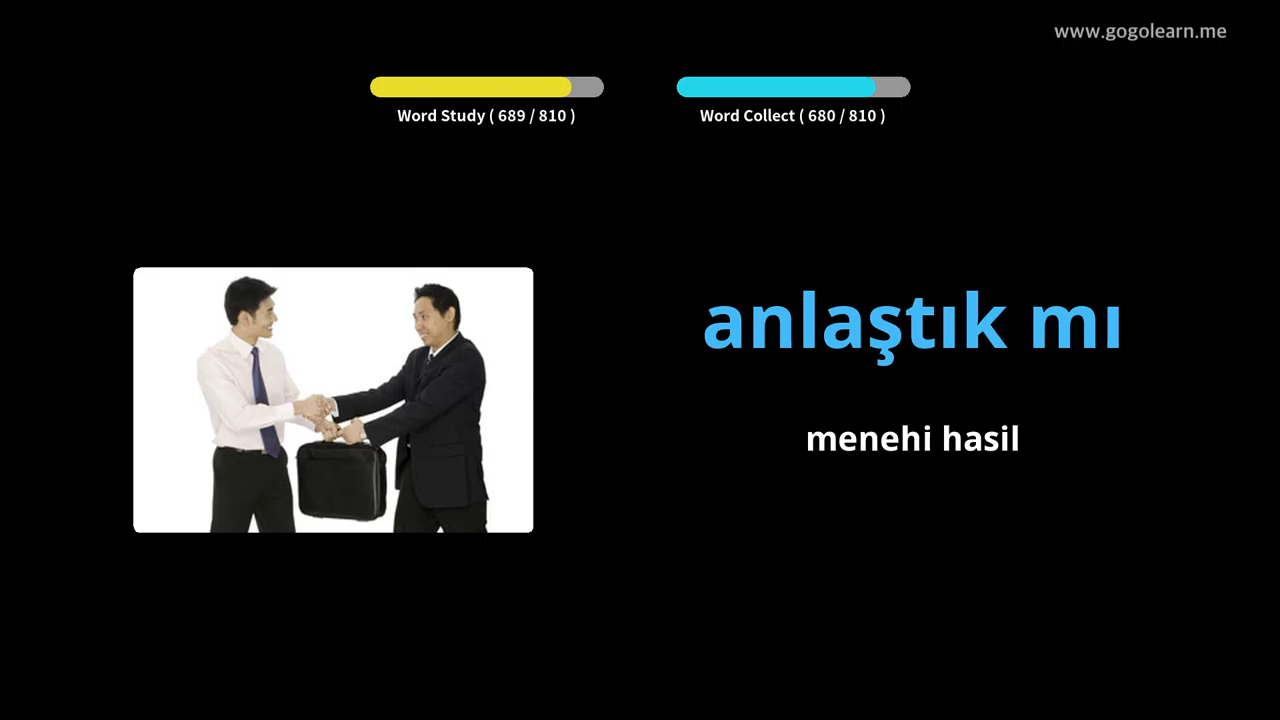 www.gogolearn.me
Word Study ( 689 / 810 )
Word Collect ( 680 / 810 )
anlaştık mı
menehi hasil